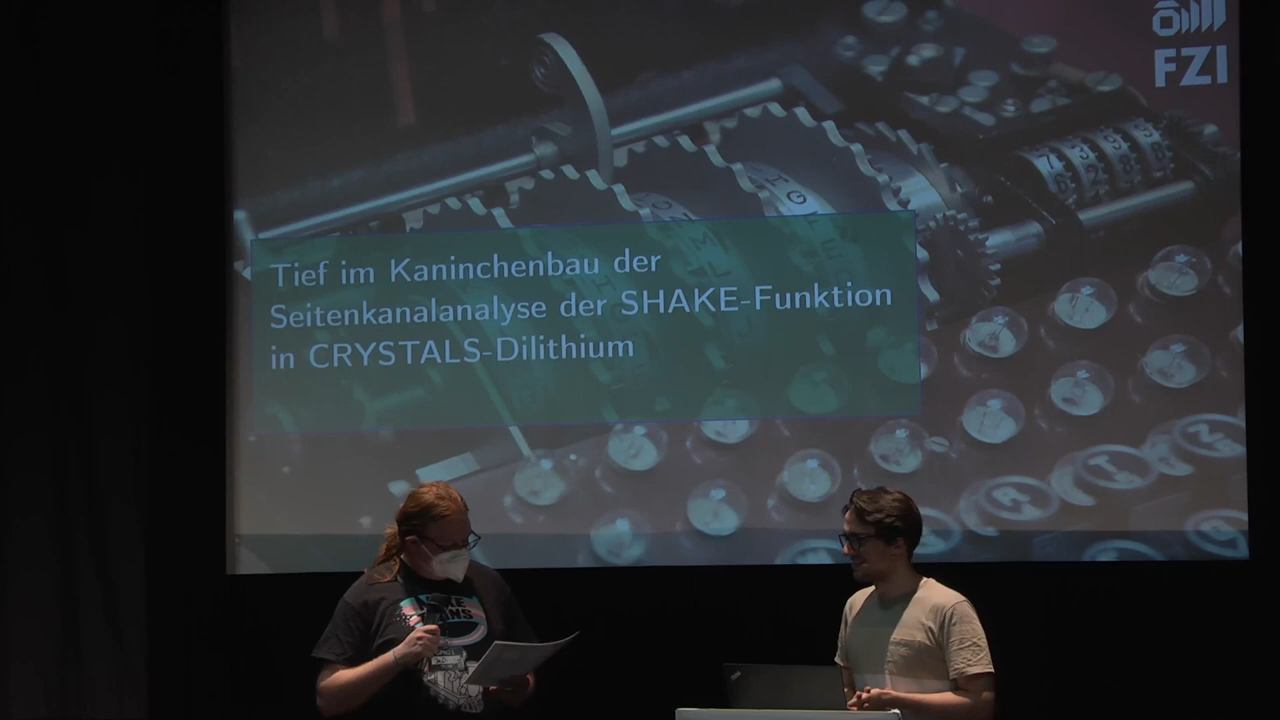 FZI
Tief im Kaninchenbau der
Seitenkanalanalyse der SHAKE-Funktion
in CRYSTALS-Dilithium